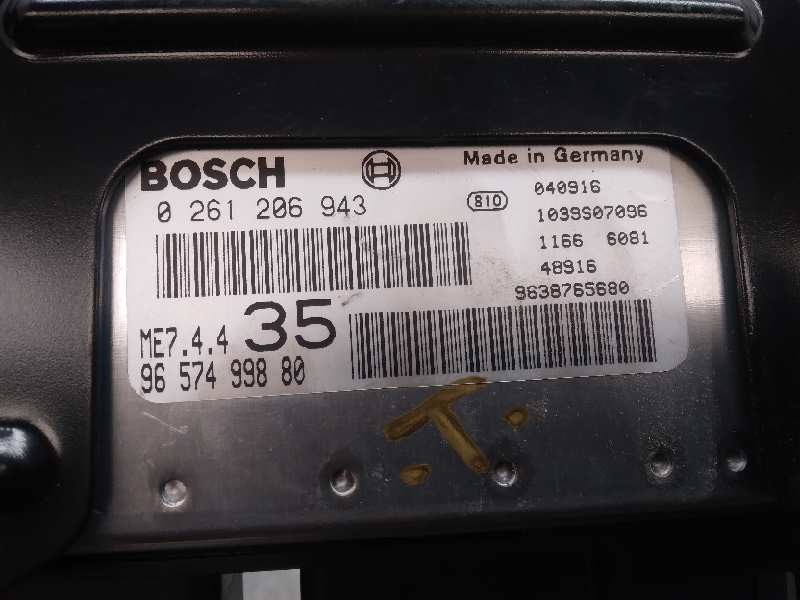 BOSCH
Made in Germany
0 261 206 943
810
040916
1039S07096
1166 6081
48916
9638765680
ME7.4.4 35
96 574 998 80
T.